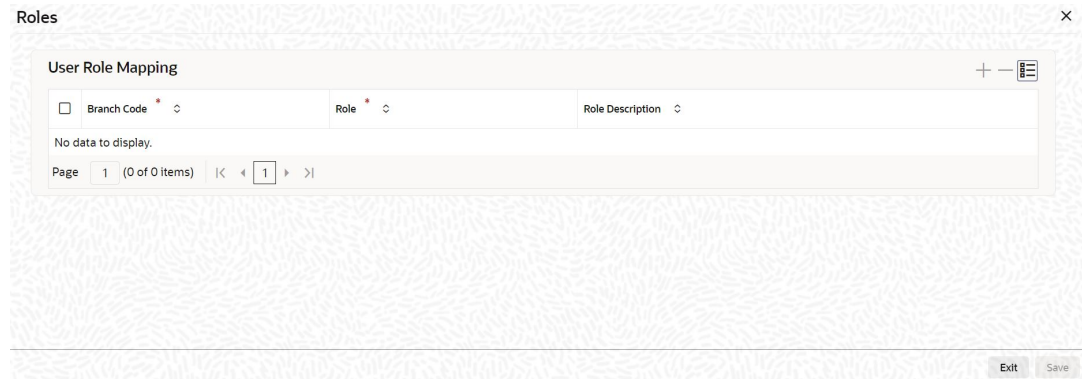 Roles
User Role Mapping
Branch Code * Role * Role Description
No data to display.
Page 1 (0 of 0 items) 1
Exit Save